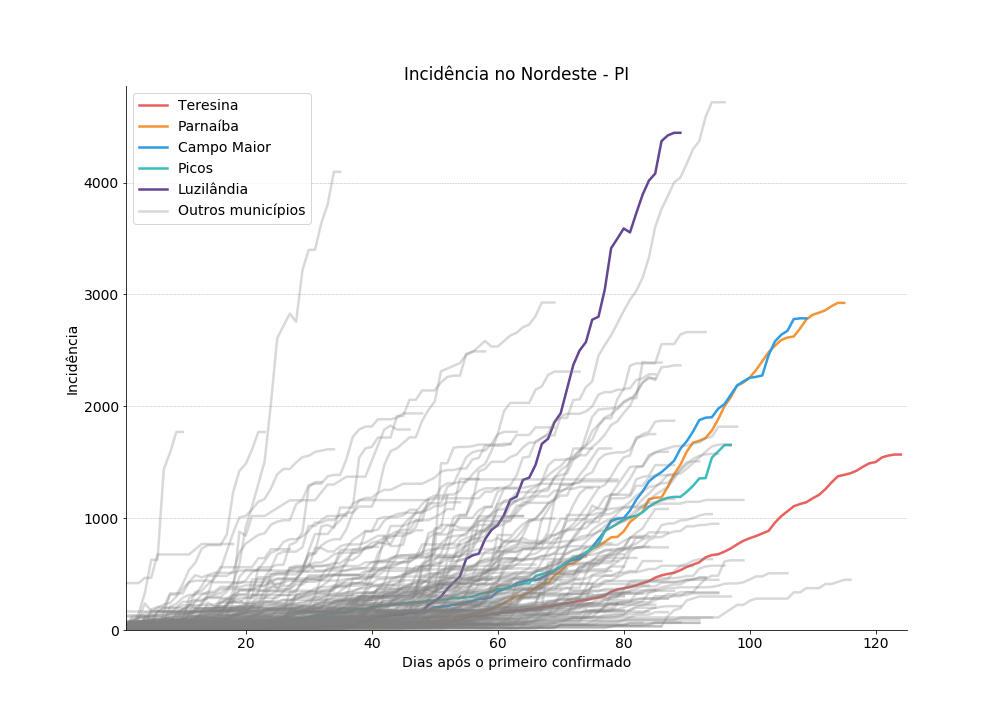 Incidência no Nordeste - PI
Teresina
Parnaíba
Campo Maior
Picos
Luzilândia
Outros municípios
4000
3000
2000
1000
0
Incidência
20
40
60
80
100
120
Dias após o primeiro confirmado